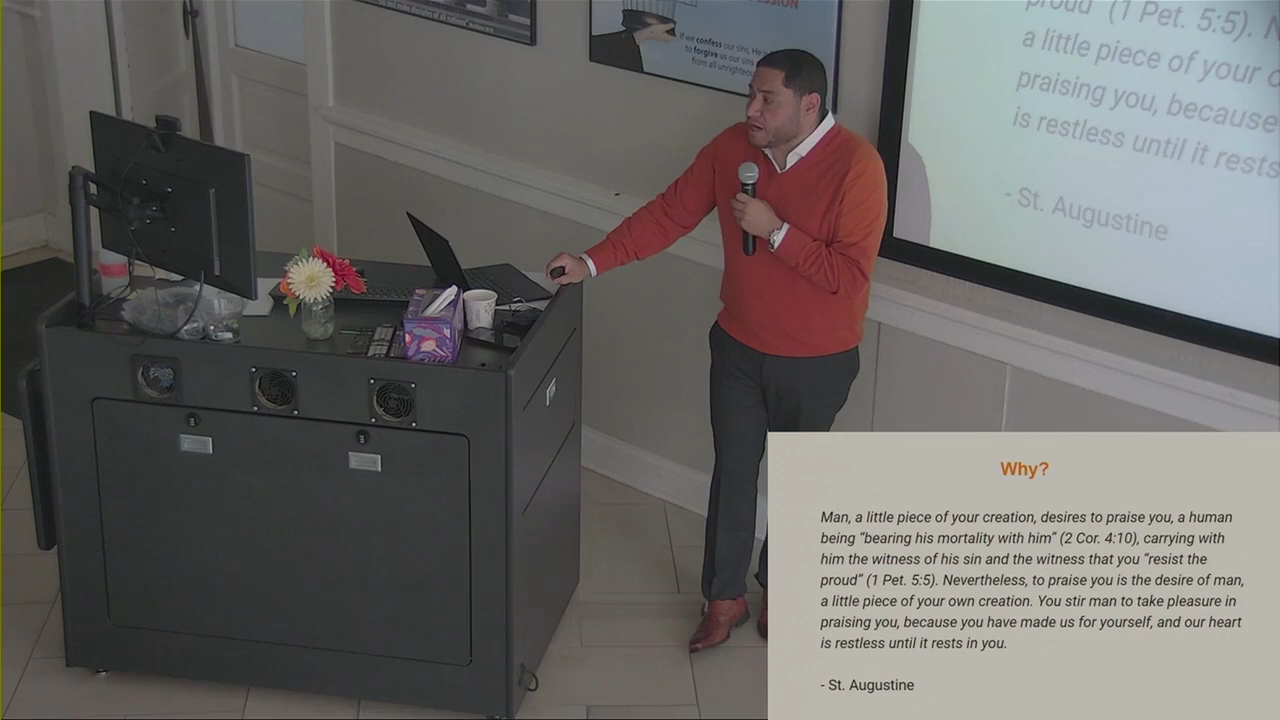 If we confess our sins, He is
to forgive us our sins
from all unrighteou
proud" (1 Pet. 5:5).
a little piece of your
praising you, because
is restless until it rests
- St. Augustine
Why?
Man, a little piece of your creation, desires to praise you, a human
being "bearing his mortality with him" (2 Cor. 4:10), carrying with
him the witness of his sin and the witness that you "resist the
proud" (1 Pet. 5:5). Nevertheless, to praise you is the desire of man,
a little piece of your own creation. You stir man to take pleasure in
praising you, because you have made us for yourself, and our heart
is restless until it rests in you.
- St. Augustine